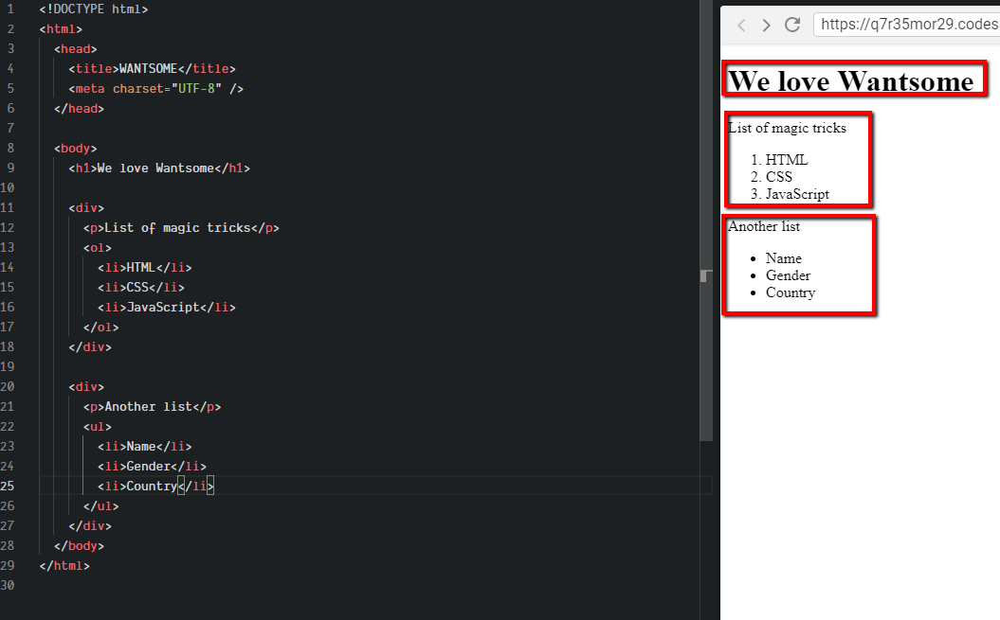 1 <!DOCTYPE html>
2 <html>
3 <head>
4 <title>WANTSOME</title>
5 <meta charset="UTF-8" />
6 </head>
7
8 <body>
9 <h1>We love Wantsome</h1>
10
11 <div>
12 <p>List of magic tricks</p>
13 <ol>
14 <li>HTML</li>
15 <li>CSS</li>
16 <li>JavaScript</li>
17 </ol>
18 </div>
19
20 <div>
21 <p>Another list</p>
22 <ul>
23 <li>Name</li>
24 <li>Gender</li>
25 <li>Country</li>
26 </ul>
27 </div>
28 </body>
29 </html>
30
https://q7r35mor29.codes
We love Wantsome
List of magic tricks
1. HTML
2. CSS
3. JavaScript
Another list
• Name
• Gender
• Country